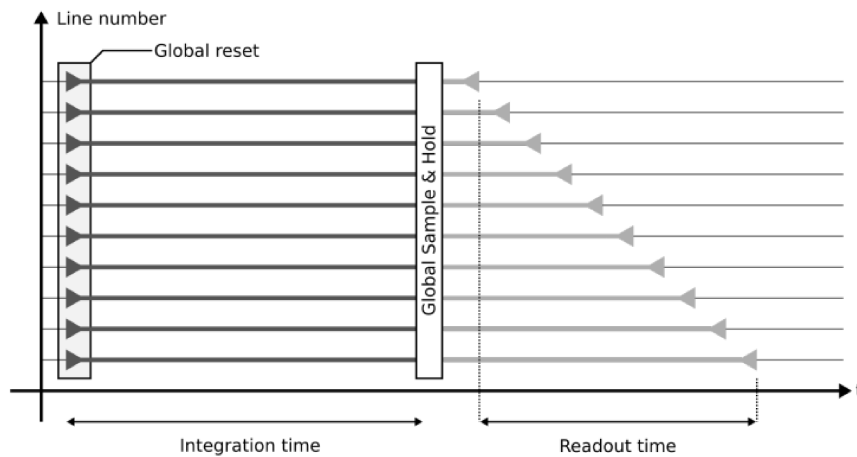 Line number
Global reset
Global Sample & Hold
t
Integration time
Readout time